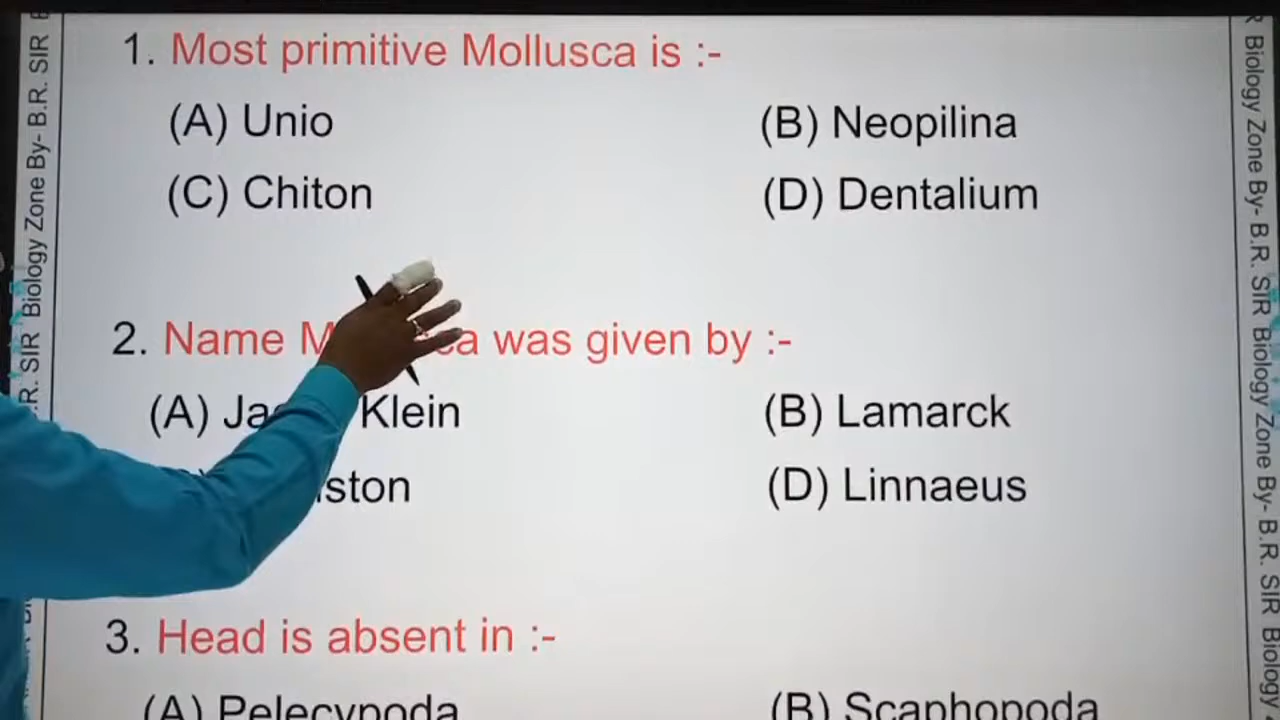 1. Most primitive Mollusca is :-
(A) Unio
(B) Neopilina
(C) Chiton
(D) Dentalium
2. Name was given by :-
(A) Klein
(B) Lamarck
(D) Linnaeus
3. Head is absent in :-
(A) Pelecypoda
(B) Scaphopoda
R.R. SIR Biology Zone By- B.R. SIR
R Biology Zone By- B.R. SIR Biology Zone By- B.R. SIR Biology